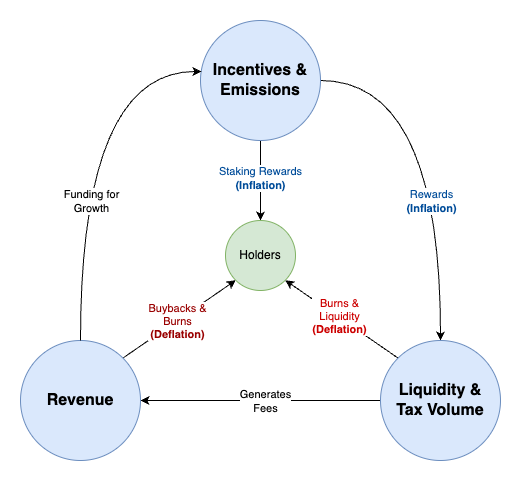 Incentives &
Emissions
Staking Rewards
(Inflation)
Funding for
Growth
Rewards
(Inflation)
Holders
Buybacks &
Burns
(Deflation)
Burns &
Liquidity
(Deflation)
Revenue
Generates
Fees
Liquidity &
Tax Volume